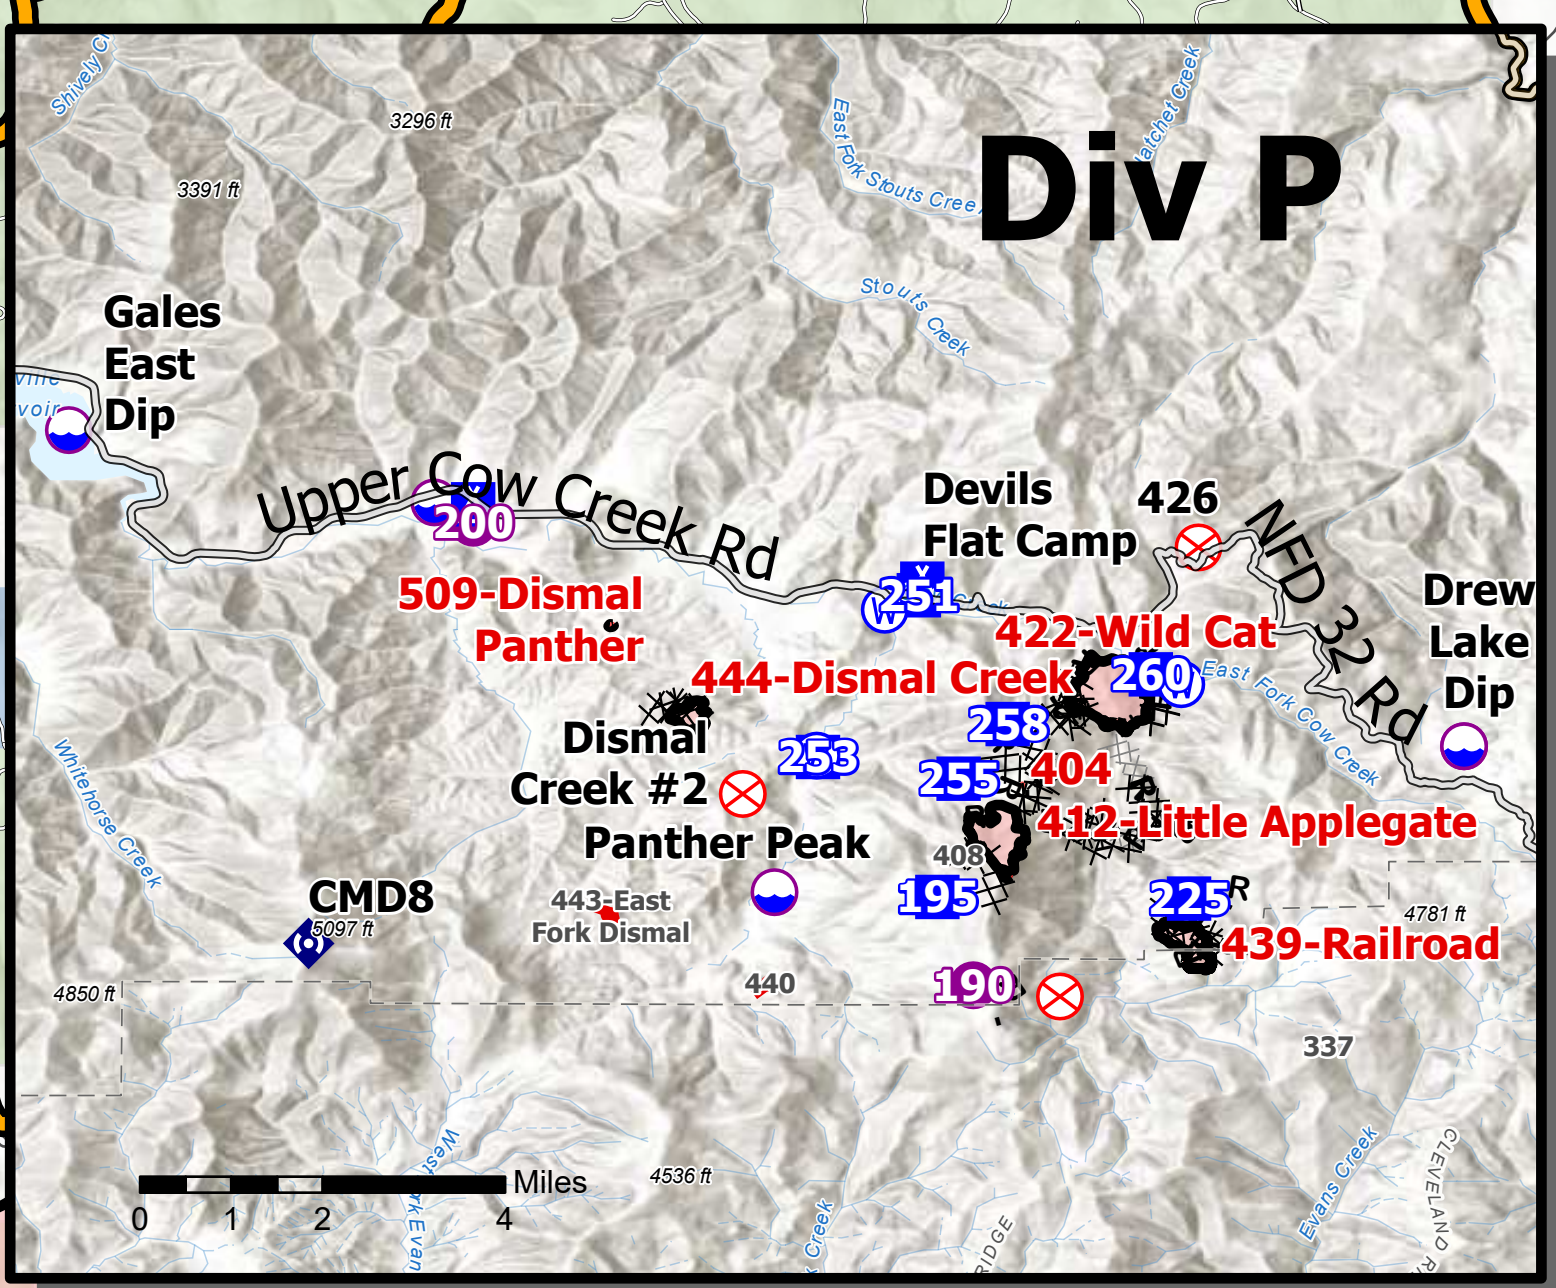 Shively
3296 ft
3391 ft
East Fork Stouts Creek
Div P
Stouts Creek
Gales
East
Dip
Upper Cow Creek Rd
200
Devils
Flat Camp
426
251
W
Creek
NFD 32 Rd
Drew
Lake
Dip
509-Dismal
Panther
422-Wild Cat
260
W
East Fork Cow Creek
444-Dismal Creek
258
Dismal
Creek #2
253
255
404
R
412-Little Applegate
Panther Peak
408
Whitehorse Creek
CMD8
5097 ft
443-East
Fork Dismal
195
225
R
4781 ft
439-Railroad
4850 ft
440
190
337
West
Evans Creek
4536 ft
Miles
0 1 2 4
Creek
RIDGE
CLEVELAND